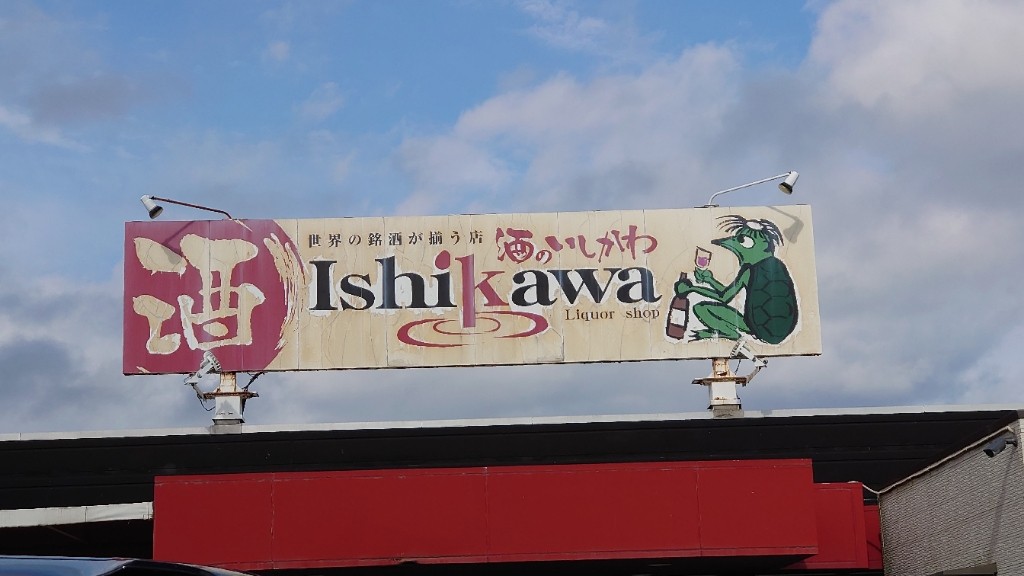 酒
世界の銘酒が揃う店
酒のいしかわ
Ishikawa
Liquor shop